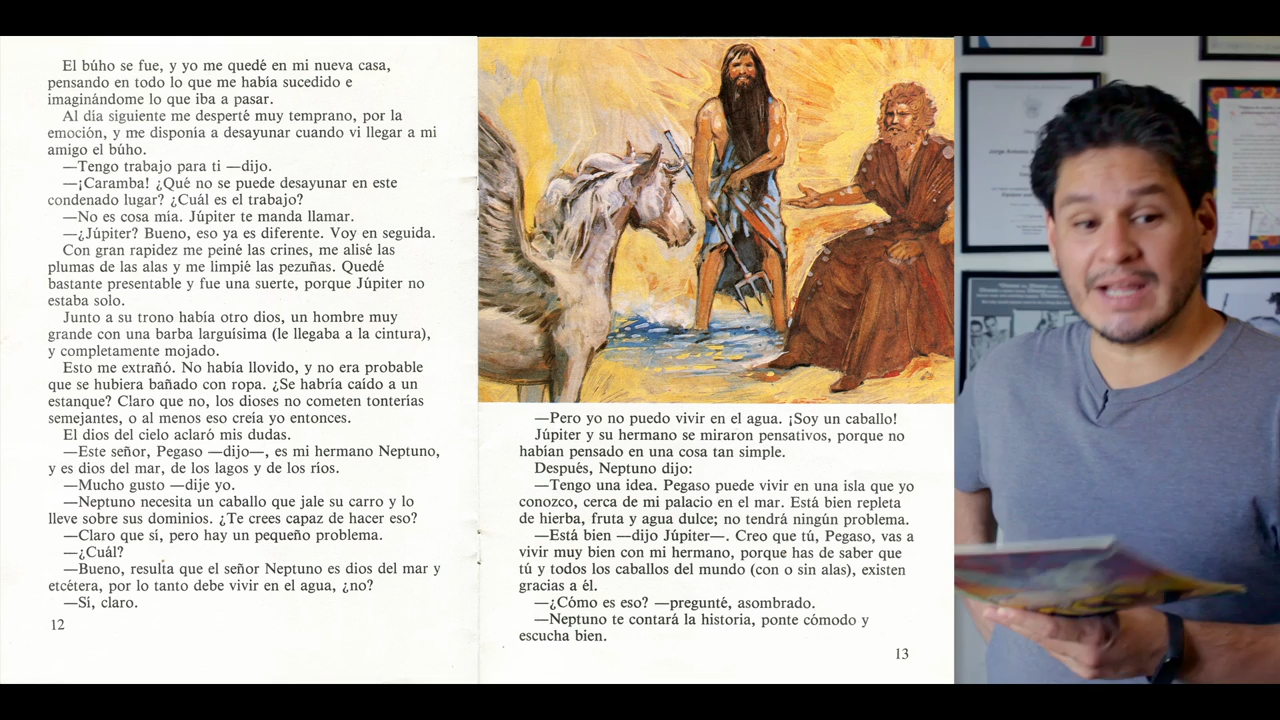 El búho se fue, y yo me quedé en mi nueva casa,
pensando en todo lo que me había sucedido e
imaginándome lo que iba a pasar.
Al día siguiente me desperté muy temprano, por la
emoción, y me disponía a desayunar cuando vi llegar a mi
amigo el búho.
—Tengo trabajo para ti —dijo.
—¡Caramba! ¿Qué no se puede desayunar en este
condenado lugar? ¿Cuál es el trabajo?
—No es cosa mía. Júpiter te manda llamar.
—¿Júpiter? Bueno, eso ya es diferente. Voy en seguida.
Con gran rapidez me peiné las crines, me alisé las
plumas de las alas y me limpié las pezuñas. Quedé
bastante presentable y fue una suerte, porque Júpiter no
estaba solo.
Junto a su trono había otro dios, un hombre muy
grande con una barba larguísima (le llegaba a la cintura),
y completamente mojado.
Esto me extrañó. No había llovido, y no era probable
que se hubiera bañado con ropa. ¿Se habría caído a un
estanque? Claro que no, los dioses no cometen tonterías
semejantes, o al menos eso creía yo entonces.
El dios del cielo aclaró mis dudas.
—Este señor, Pegaso —dijo—, es mi hermano Neptuno,
y es dios del mar, de los lagos y de los ríos.
—Mucho gusto —dije yo.
—Neptuno necesita un caballo que jale su carro y lo
lleve sobre sus dominios. ¿Te crees capaz de hacer eso?
—Claro que sí, pero hay un pequeño problema.
—¿Cuál?
—Bueno, resulta que el señor Neptuno es dios del mar y
etcétera, por lo tanto debe vivir en el agua, ¿no?
—Sí, claro.
12
—Pero yo no puedo vivir en el agua. ¡Soy un caballo!
Júpiter y su hermano se miraron pensativos, porque no
habían pensado en una cosa tan simple.
Después, Neptuno dijo:
—Tengo una idea. Pegaso puede vivir en una isla que yo
conozco, cerca de mi palacio en el mar. Está bien repleta
de hierba, fruta y agua dulce; no tendrá ningún problema.
—Está bien —dijo Júpiter—. Creo que tú, Pegaso, vas a
vivir muy bien con mi hermano, porque has de saber que
tú y todos los caballos del mundo (con o sin alas), existen
gracias a él.
—¿Cómo es eso? —pregunté, asombrado.
—Neptuno te contará la historia, ponte cómodo y
escucha bien.
13